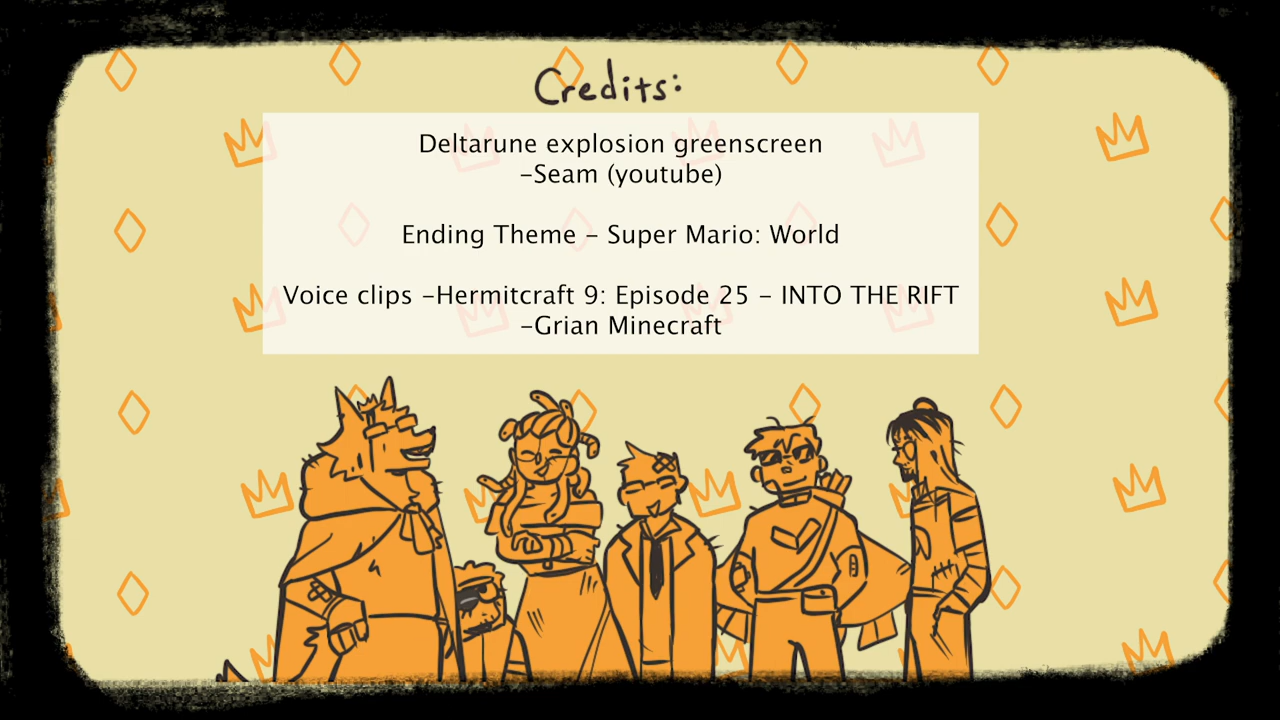 Credits:
Deltarune explosion greenscreen
-Seam (youtube)
Ending Theme - Super Mario: World
Voice clips -Hermitcraft 9: Episode 25 - INTO THE RIFT
-Grian Minecraft